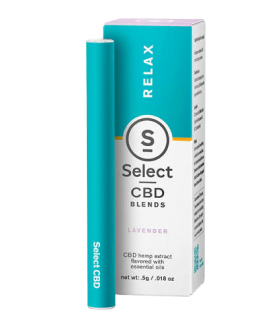 RELAX
S
Select
CBD
BLENDS
LAVENDER
CBD hemp extract
flavored with
essential oils
net wt: .5g / .018 oz
Select CBD